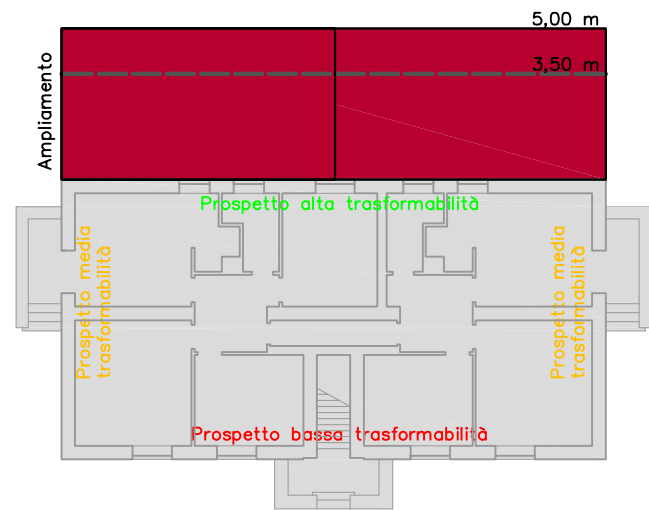 5,00 m
3,50 m
Ampliamento
Prospetto alta trasformabilità
Prospetto media
trasformabilità
Prospetto media
trasformabilità
Prospetto bassa trasformabilità